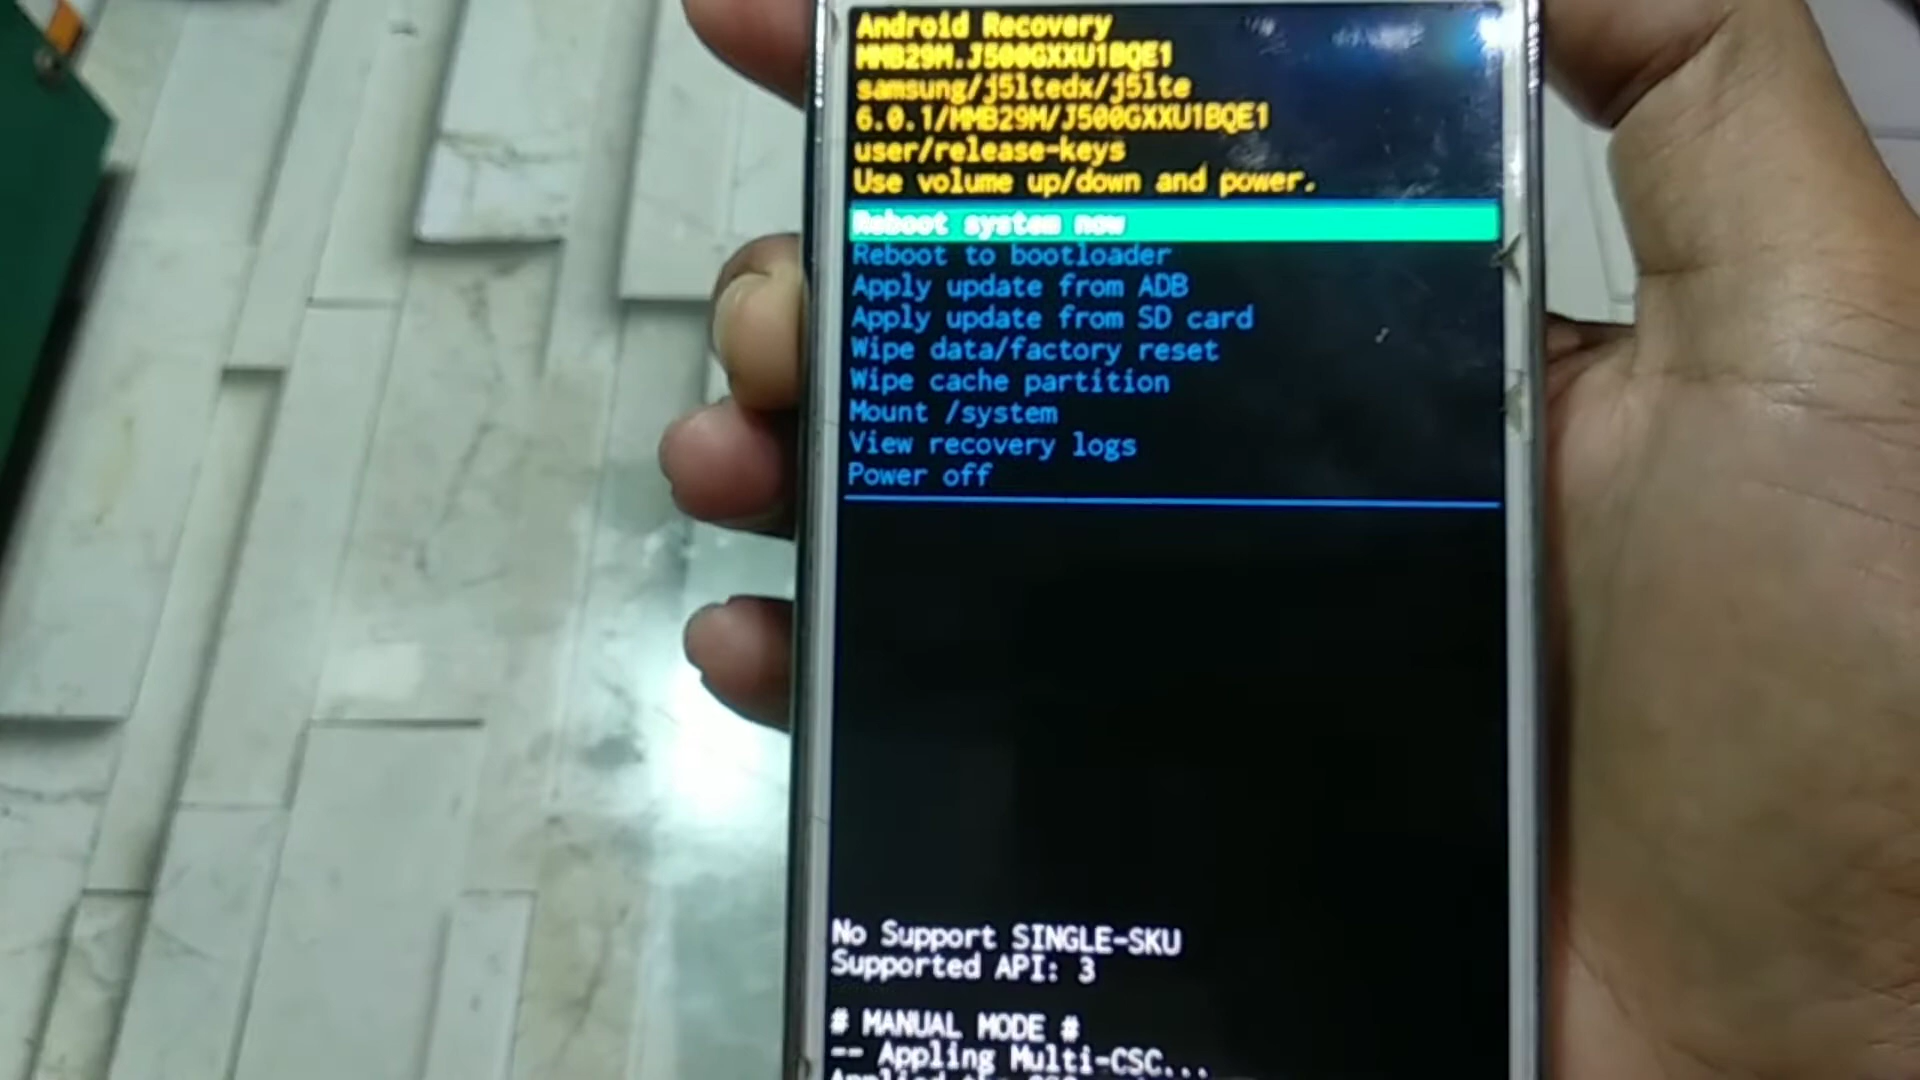 Android Recovery
MMB29M.J500GXXU1BQE1
samsung/j5ltedx/j5lte
6.0.1/MMB29M/J500GXXU1BQE1
user/release-keys
Use volume up/down and power.
Reboot system now
Reboot to bootloader
Apply update from ADB
Apply update from SD card
Wipe data/factory reset
Wipe cache partition
Mount /system
View recovery logs
Power off
No Support SINGLE-SKU
Supported API: 3
# MANUAL MODE #
-- Appling Multi-CSC...
Applied the CSC